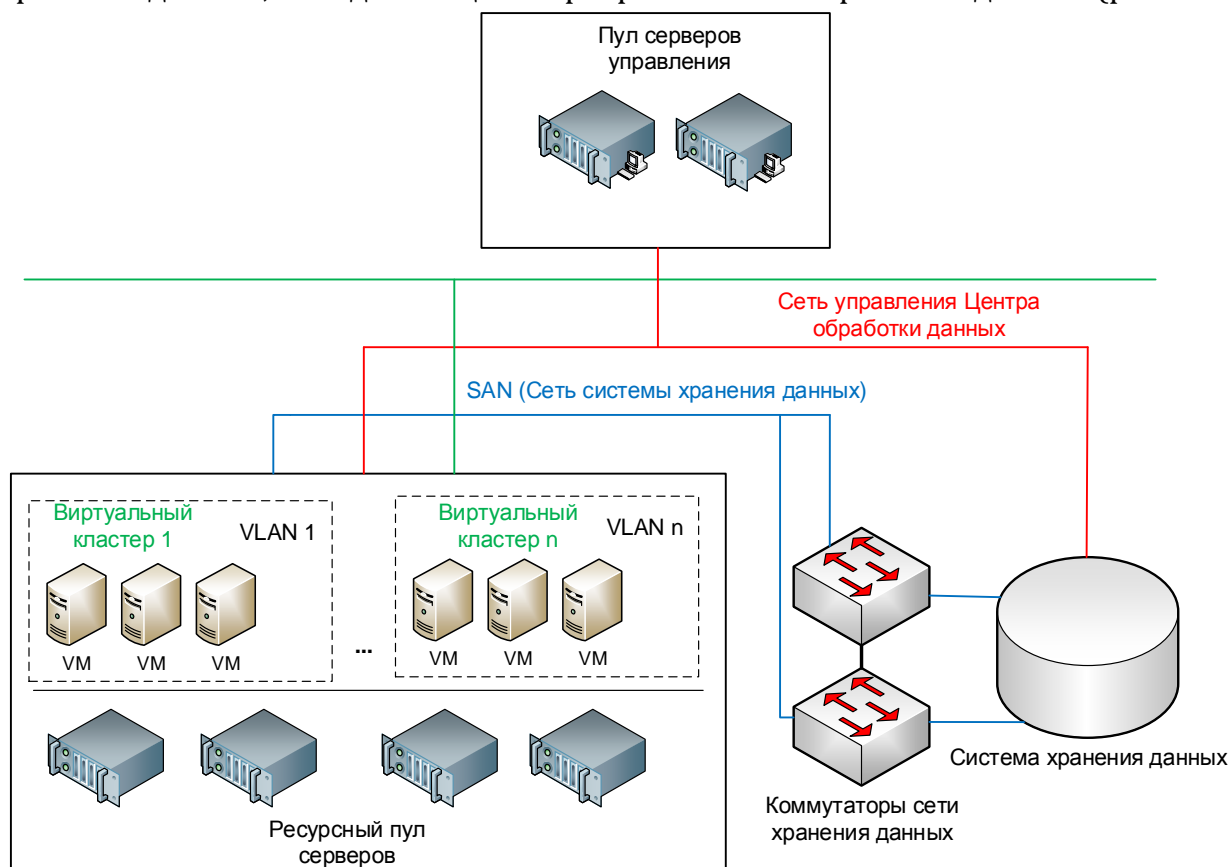 Пул серверов
управления
Сеть управления Центра
обработки данных
SAN (Сеть системы хранения данных)
Виртуальный
кластер 1
VLAN 1
Виртуальный
кластер n
VLAN n
VM VM VM
...
VM VM VM
Ресурсный пул
серверов
Коммутаторы сети
хранения данных
Система хранения данных